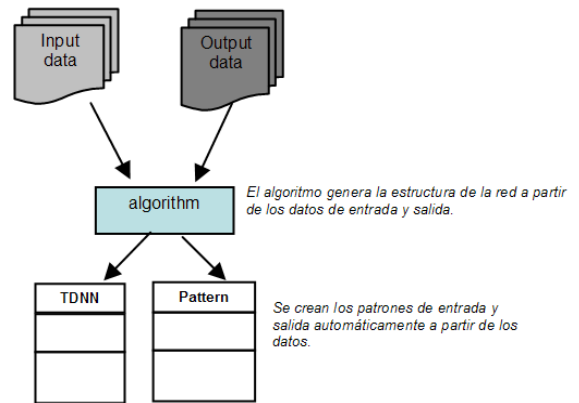 Input
data
Output
data
algorithm
El algoritmo genera la estructura de la red a partir
de los datos de entrada y salida.
TDNN
Pattern
Se crean los patrones de entrada y
salida automáticamente a partir de los
datos.